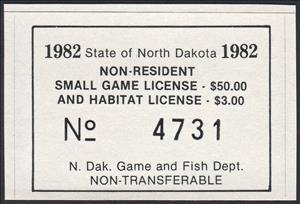 1982 State of North Dakota 1982
NON-RESIDENT
SMALL GAME LICENSE - $50.00
AND HABITAT LICENSE - $3.00
No 4731
N. Dak. Game and Fish Dept.
NON-TRANSFERABLE